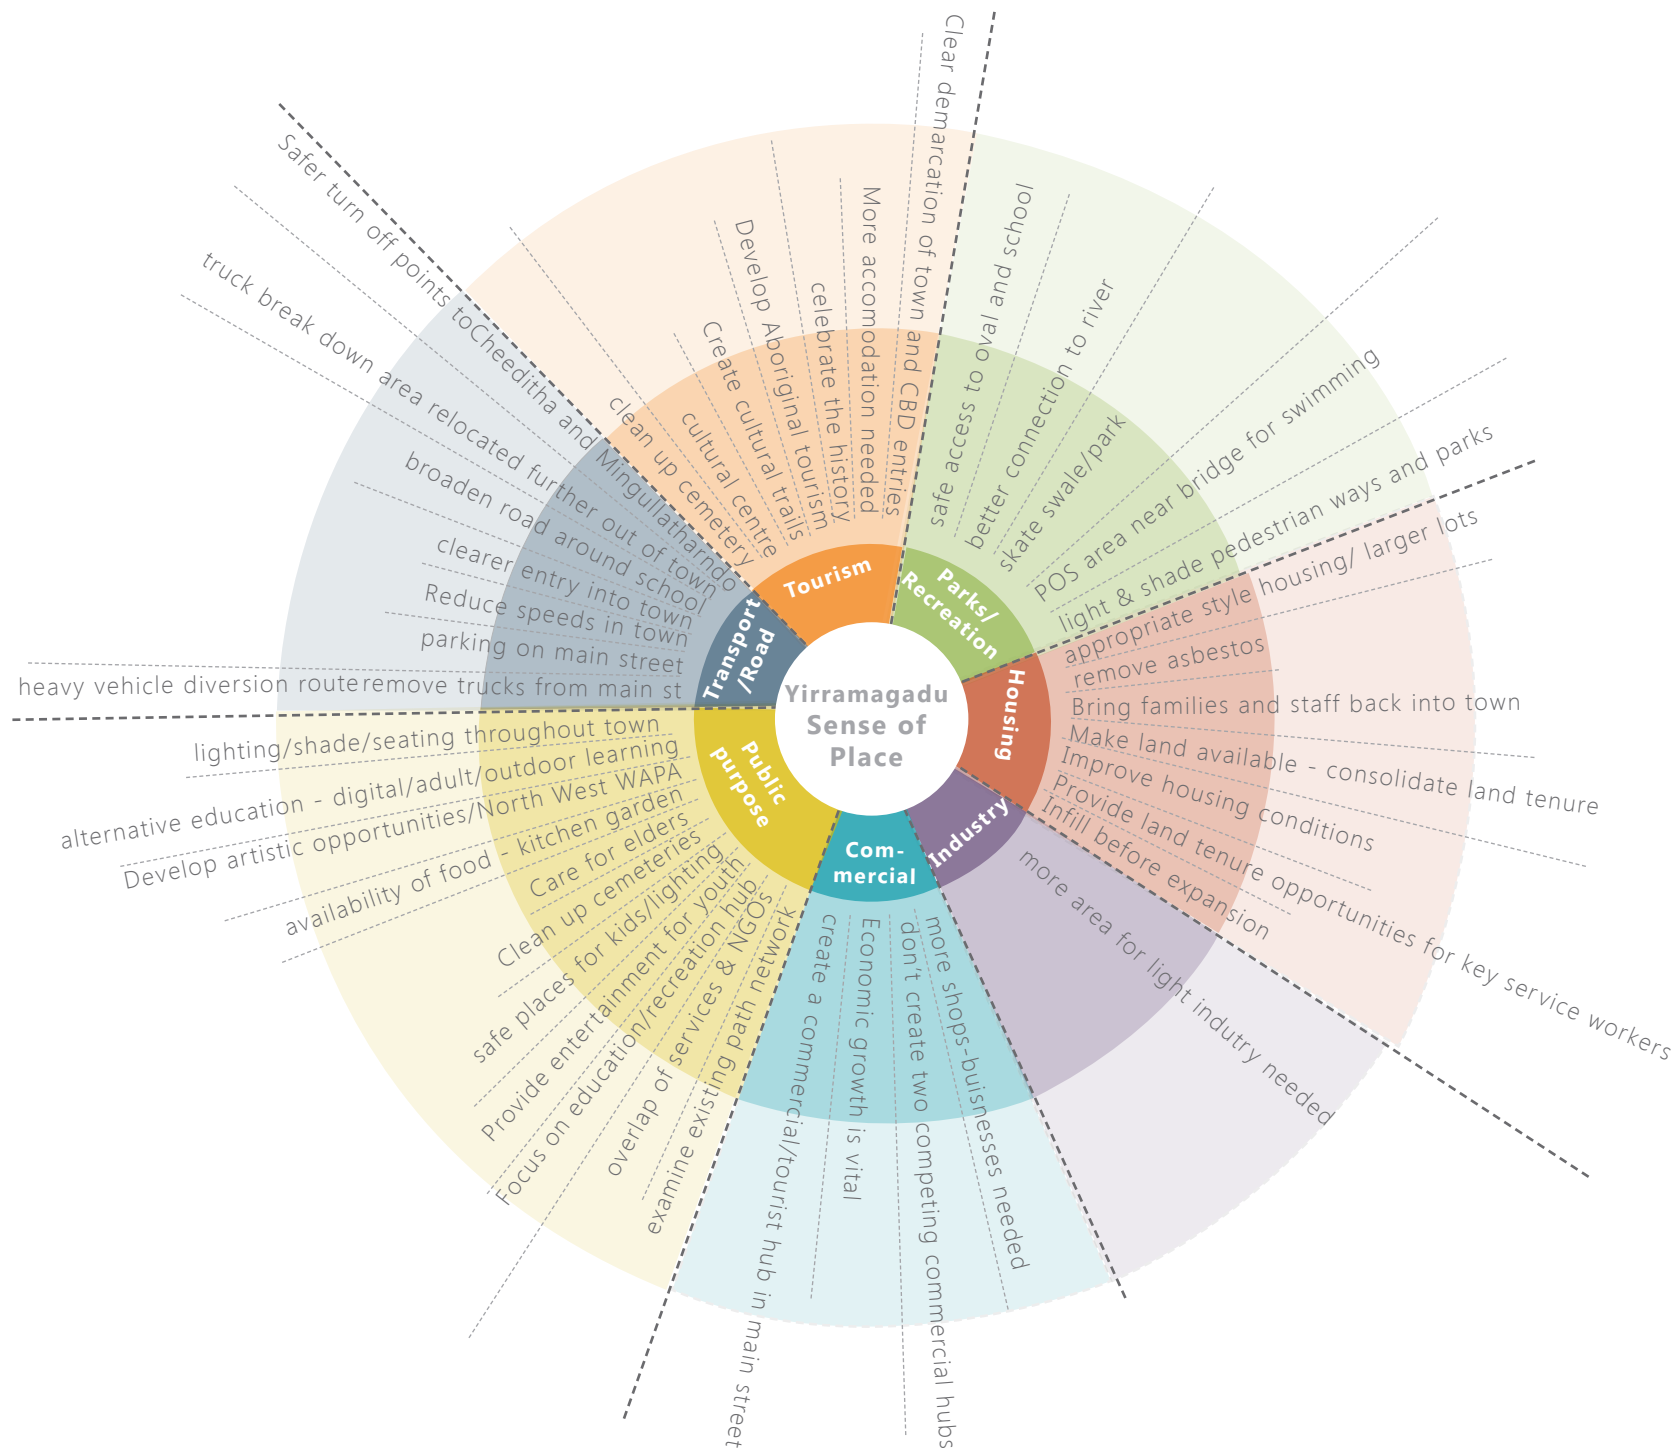 Yirramagadu
Sense of
Place
Tourism
clean up cemetery
cultural centre
Create cultural trails
Develop Aboriginal tourism
celebrate the history
More accomodation needed
Clear demarcation of town and CBD entries
Parks/
Recreation
safe access to oval and school
better connection to river
skate swale/park
POS area near bridge for swimming
light & shade pedestrian ways and parks
Housing
appropriate style housing/ larger lots
remove asbestos
Bring families and staff back into town
Make land available - consolidate land tenure
Improve housing conditions
Provide land tenure opportunities for key service workers
Infill before expansion
Industry
more area for light indutry needed
Com-
mercial
more shops-buisnesses needed
don't create two competing commercial hubs
Economic growth is vital
create a commercial/tourist hub in main street
Public
purpose
examine existing path network
overlap of services & NGOs
Focus on education/recreation hub
Provide entertainment for youth
safe places for kids/lighting
Clean up cemeteries
Care for elders
availability of food - kitchen garden
Develop artistic opportunities/North West WAPA
alternative education - digital/adult/outdoor learning
lighting/shade/seating throughout town
Transport
/Road
heavy vehicle diversion routeremove trucks from main st
parking on main street
Reduce speeds in town
clearer entry into town
broaden road around school
truck break down area relocated further out of town
Safer turn off points toCheeditha and Mingullatharndo